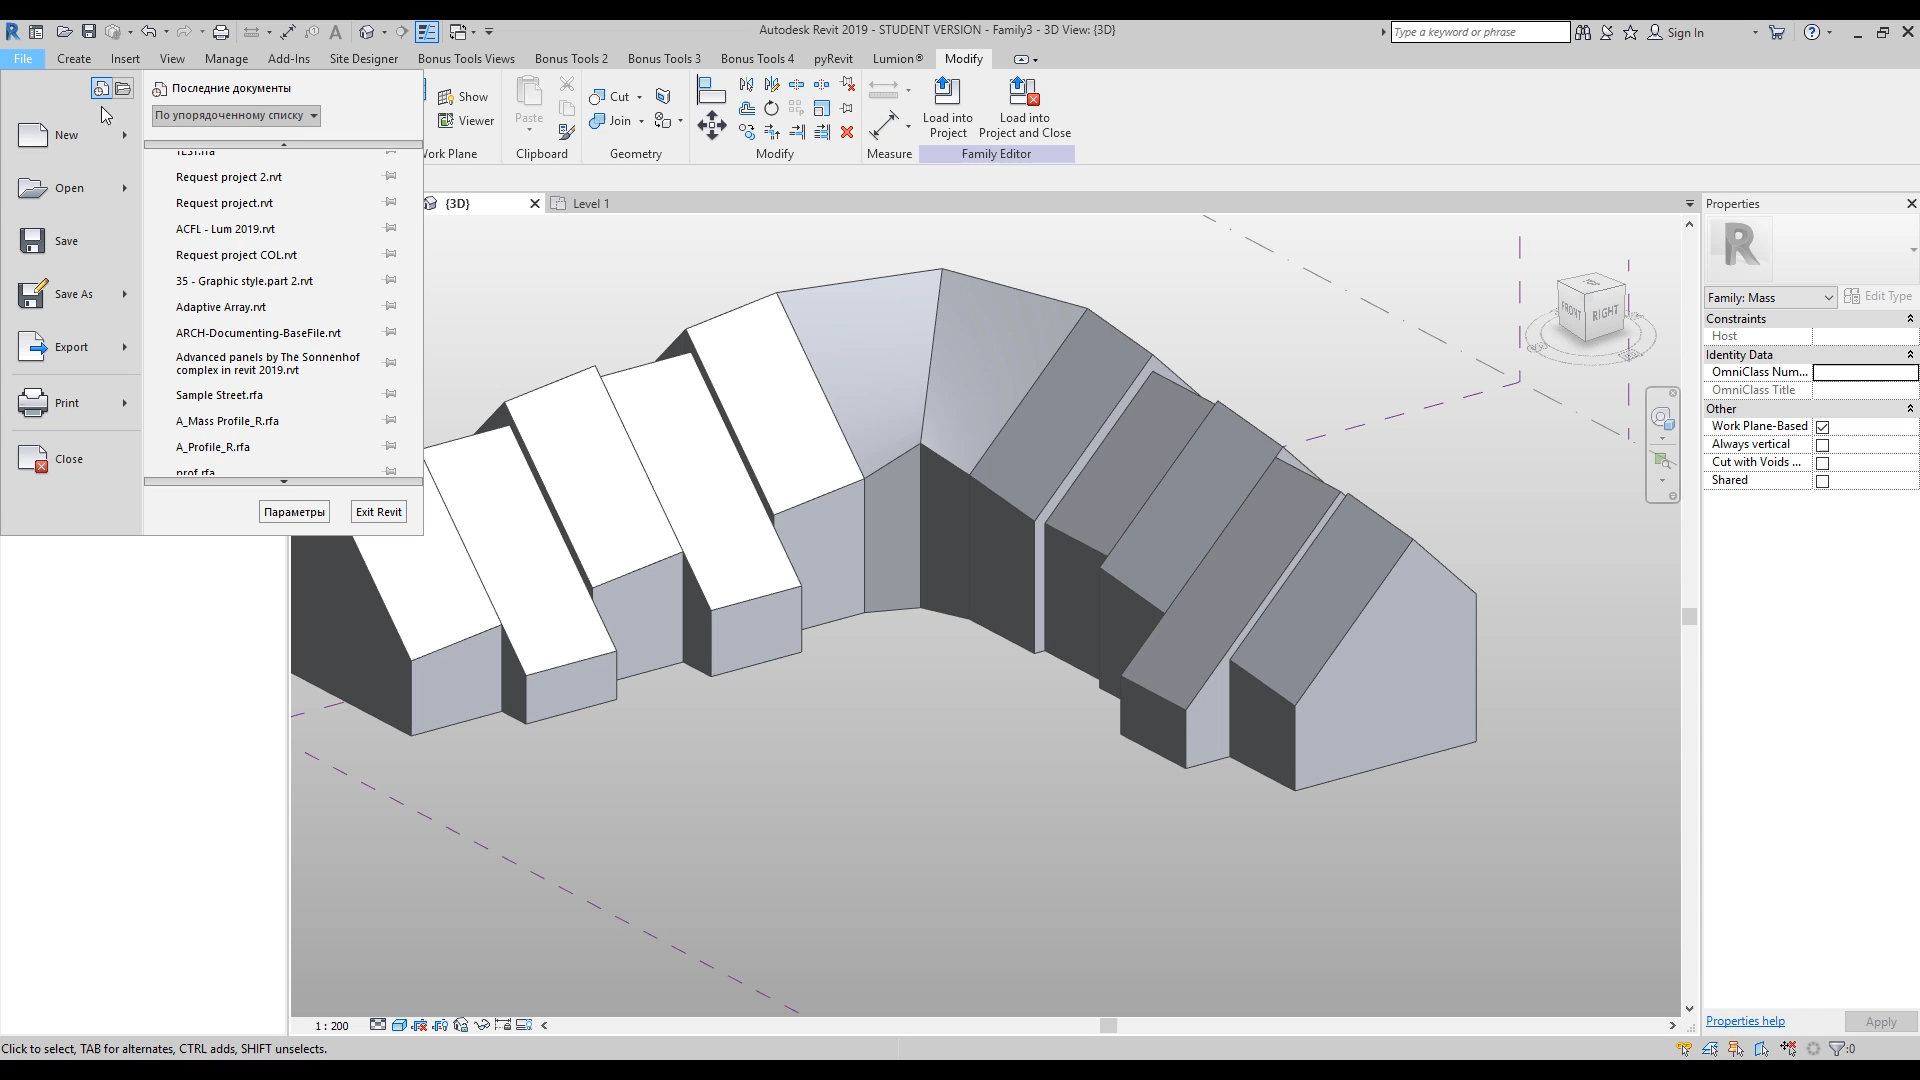 Autodesk Revit 2019 - STUDENT VERSION - Family3 - 3D View: {3D}
Type a keyword or phrase
Sign In
File Create Insert View Manage Add-Ins Site Designer Bonus Tools Views Bonus Tools 2 Bonus Tools 3 Bonus Tools 4 pyRevit Lumion® Modify
Show
Viewer
Work Plane
Paste
Clipboard
Cut
Join
Geometry
Modify
Measure
Load into
Project
Load into
Project and Close
Family Editor
Последние документы
По упорядоченному списку
New
Open
Save
Save As
Export
Print
Close
TEST.rfa
Request project 2.rvt
Request project.rvt
ACFL - Lum 2019.rvt
Request project COL.rvt
35 - Graphic style.part 2.rvt
Adaptive Array.rvt
ARCH-Documenting-BaseFile.rvt
Advanced panels by The Sonnenhof
complex in revit 2019.rvt
Sample Street.rfa
A_Mass Profile_R.rfa
A_Profile_R.rfa
prof.rfa
Параметры
Exit Revit
{3D}
Level 1
FRONT
RIGHT
Properties
R
Family: Mass
Edit Type
Constraints
Host
Identity Data
OmniClass Num...
OmniClass Title
Other
Work Plane-Based
Always vertical
Cut with Voids ...
Shared
Properties help
Apply
1 : 200
Click to select, TAB for alternates, CTRL adds, SHIFT unselects.
:0